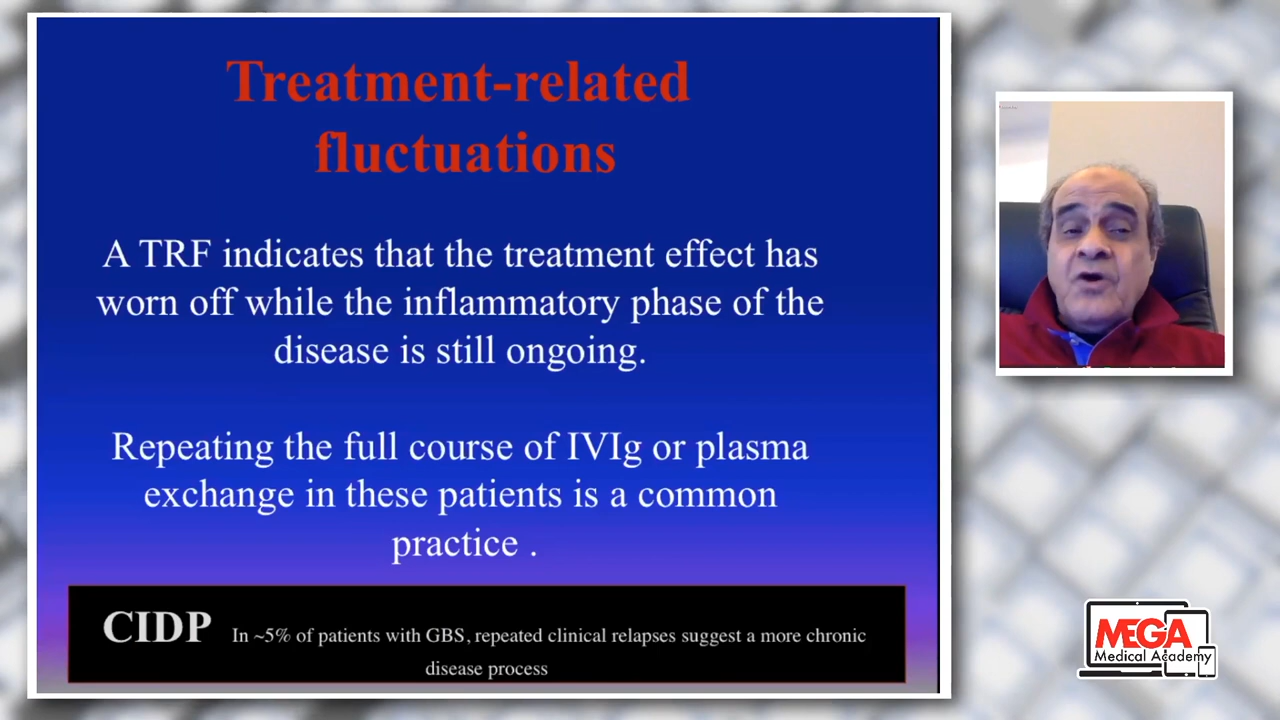 Treatment-related
fluctuations
A TRF indicates that the treatment effect has
worn off while the inflammatory phase of the
disease is still ongoing.
Repeating the full course of IVIg or plasma
exchange in these patients is a common
practice .
CIDP In ~5% of patients with GBS, repeated clinical relapses suggest a more chronic
disease process
MEGA
Medical Academy